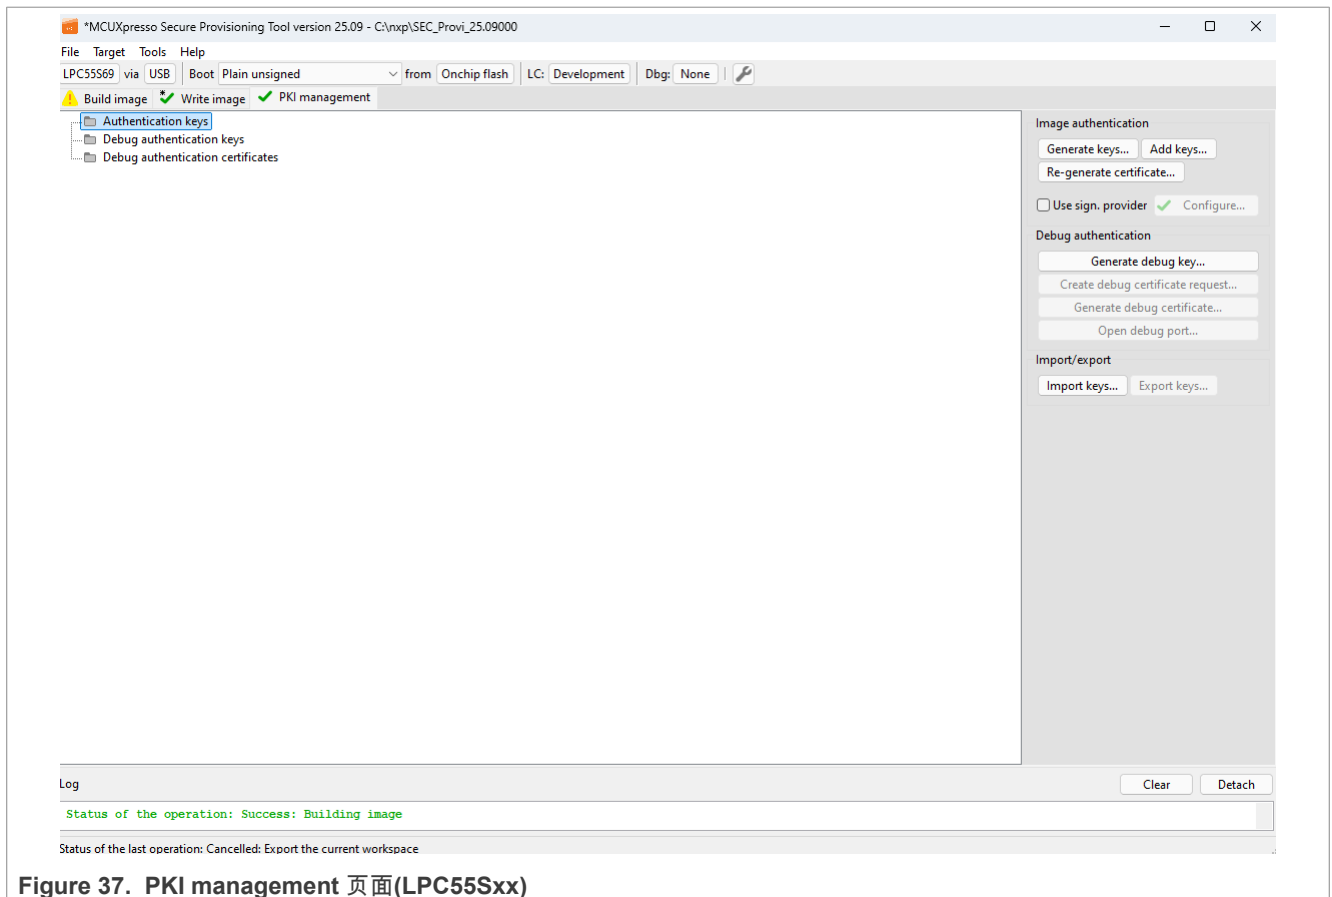 *MCUXpresso Secure Provisioning Tool version 25.09 - C:\nxp\SEC_Provi_25.09000
File Target Tools Help
LPC55S69 via USB Boot Plain unsigned from Onchip flash LC: Development Dbg: None
Build image * Write image PKI management
Authentication keys
Debug authentication keys
Debug authentication certificates
Image authentication
Generate keys... Add keys...
Re-generate certificate...
Use sign. provider Configure...
Debug authentication
Generate debug key...
Create debug certificate request...
Generate debug certificate...
Open debug port...
Import/export
Import keys... Export keys...
Log
Clear Detach
Status of the operation: Success: Building image
Status of the last operation: Cancelled: Export the current workspace
Figure 37. PKI management 页面(LPC55Sxx)